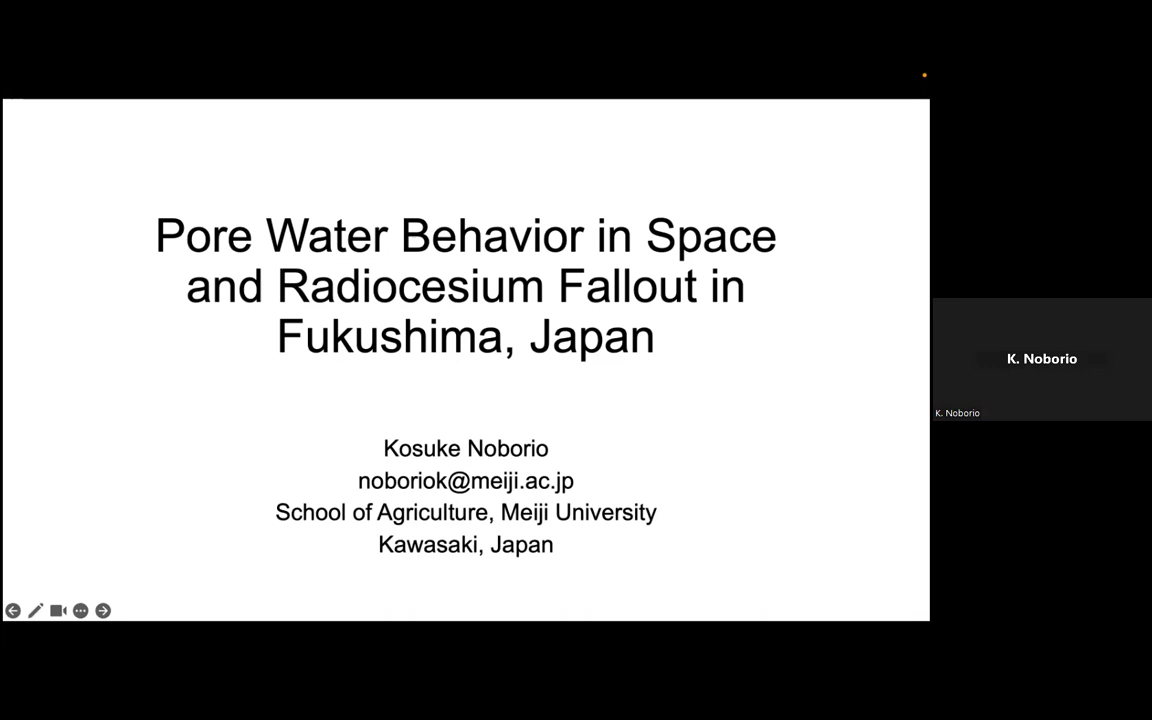 Pore Water Behavior in Space
and Radiocesium Fallout in
Fukushima, Japan
Kosuke Noborio
noboriok@meiji.ac.jp
School of Agriculture, Meiji University
Kawasaki, Japan
K. Noborio
K. Noborio